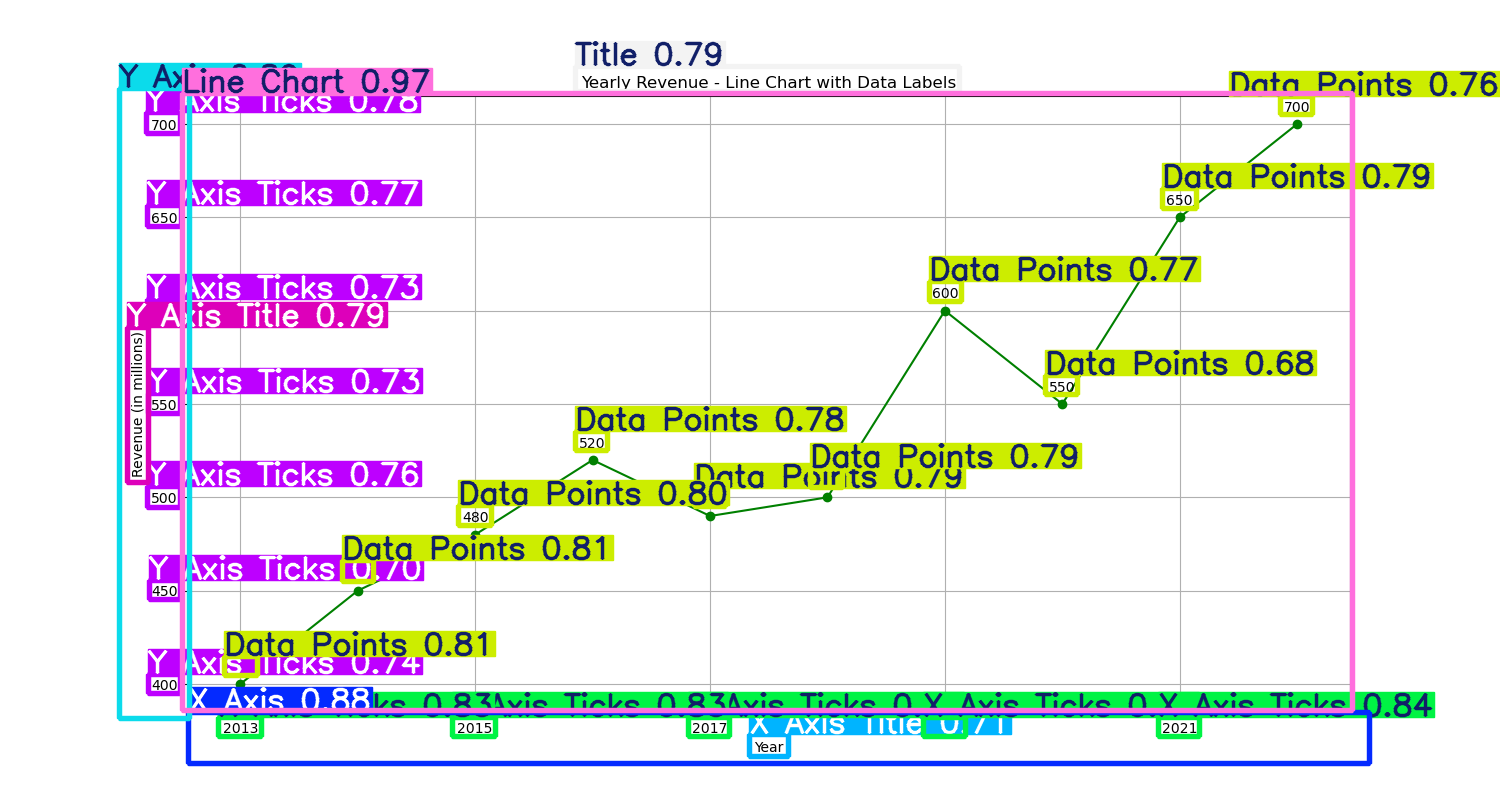 Title 0.79
Yearly Revenue - Line Chart with Data Labels
Line Chart 0.97
Data Points 0.76
700
Y Axis Ticks 0.78
700
Data Points 0.79
650
Y Axis Ticks 0.77
650
Data Points 0.77
600
Y Axis Ticks 0.73
Y Axis Title 0.79
Revenue (in millions)
Data Points 0.68
550
Y Axis Ticks 0.73
550
Data Points 0.78
520
Data Points 0.79
Data Points 0.79
Y Axis Ticks 0.76
500
Data Points 0.80
480
Data Points 0.81
Y Axis Ticks 0.70
450
Data Points 0.81
Y Axis Ticks 0.74
400
X Axis 0.88
Axis Ticks 0.83
Axis Ticks 0.83
X Axis Ticks
X Axis Ticks 0.84
2013
2015
2017
2021
X Axis Title 0.71
Year